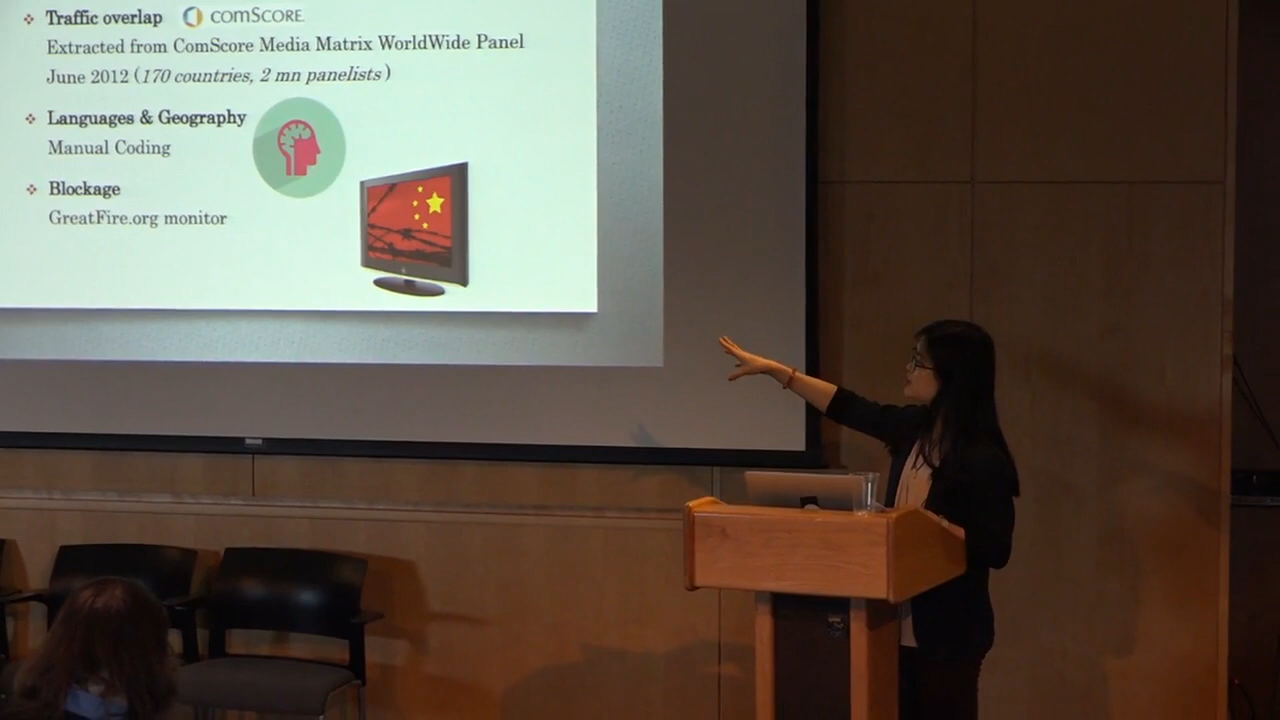 Traffic overlap comSCORE
Extracted from ComScore Media Matrix WorldWide Panel
June 2012 (170 countries, 2 mn panelists)
Languages & Geography
Manual Coding
Blockage
GreatFire.org monitor